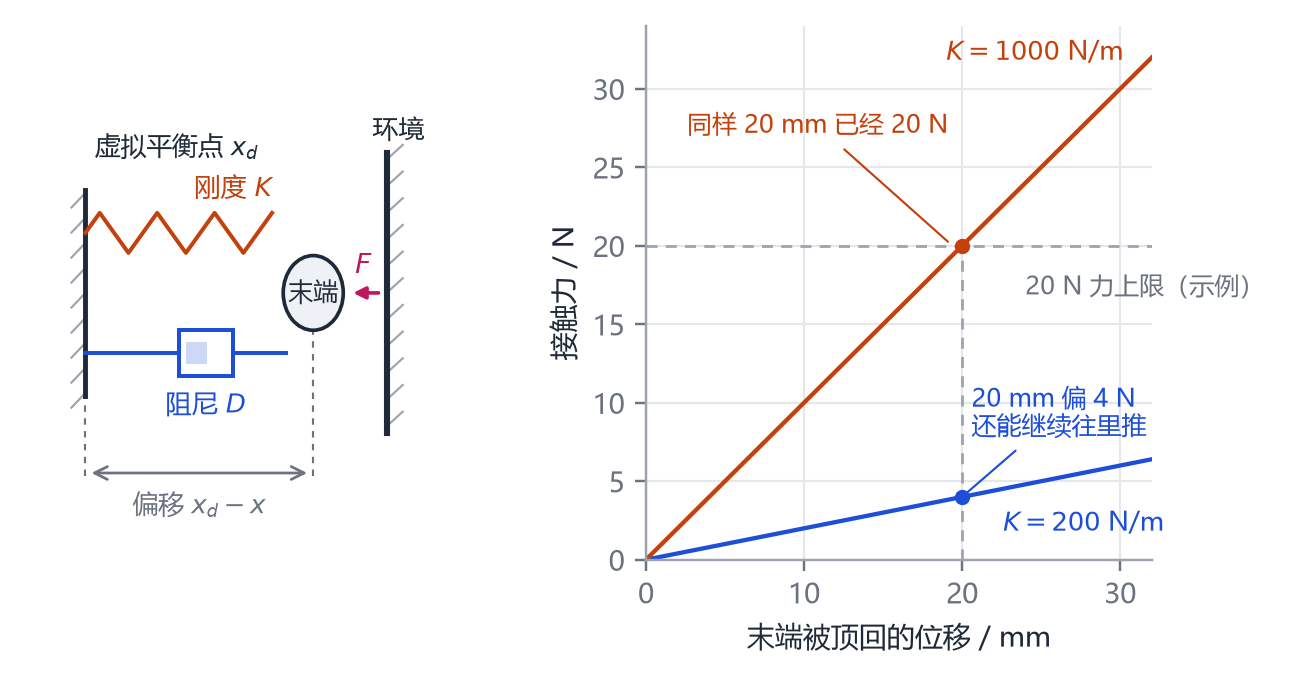 虚拟平衡点 x_d
环境
刚度 K
F
末端
阻尼 D
偏移 x_d − x
K = 1000 N/m
同样 20 mm 已经 20 N
20 N 力上限（示例）
20 mm 偏 4 N
还能继续往里推
K = 200 N/m
接触力 / N
30
25
20
15
10
5
0
0
10
20
30
末端被顶回的位移 / mm